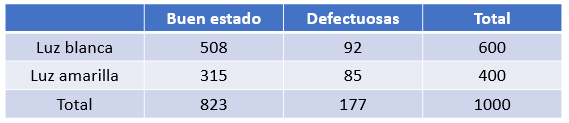 Buen estado Defectuosas Total
Luz blanca 508 92 600
Luz amarilla 315 85 400
Total 823 177 1000